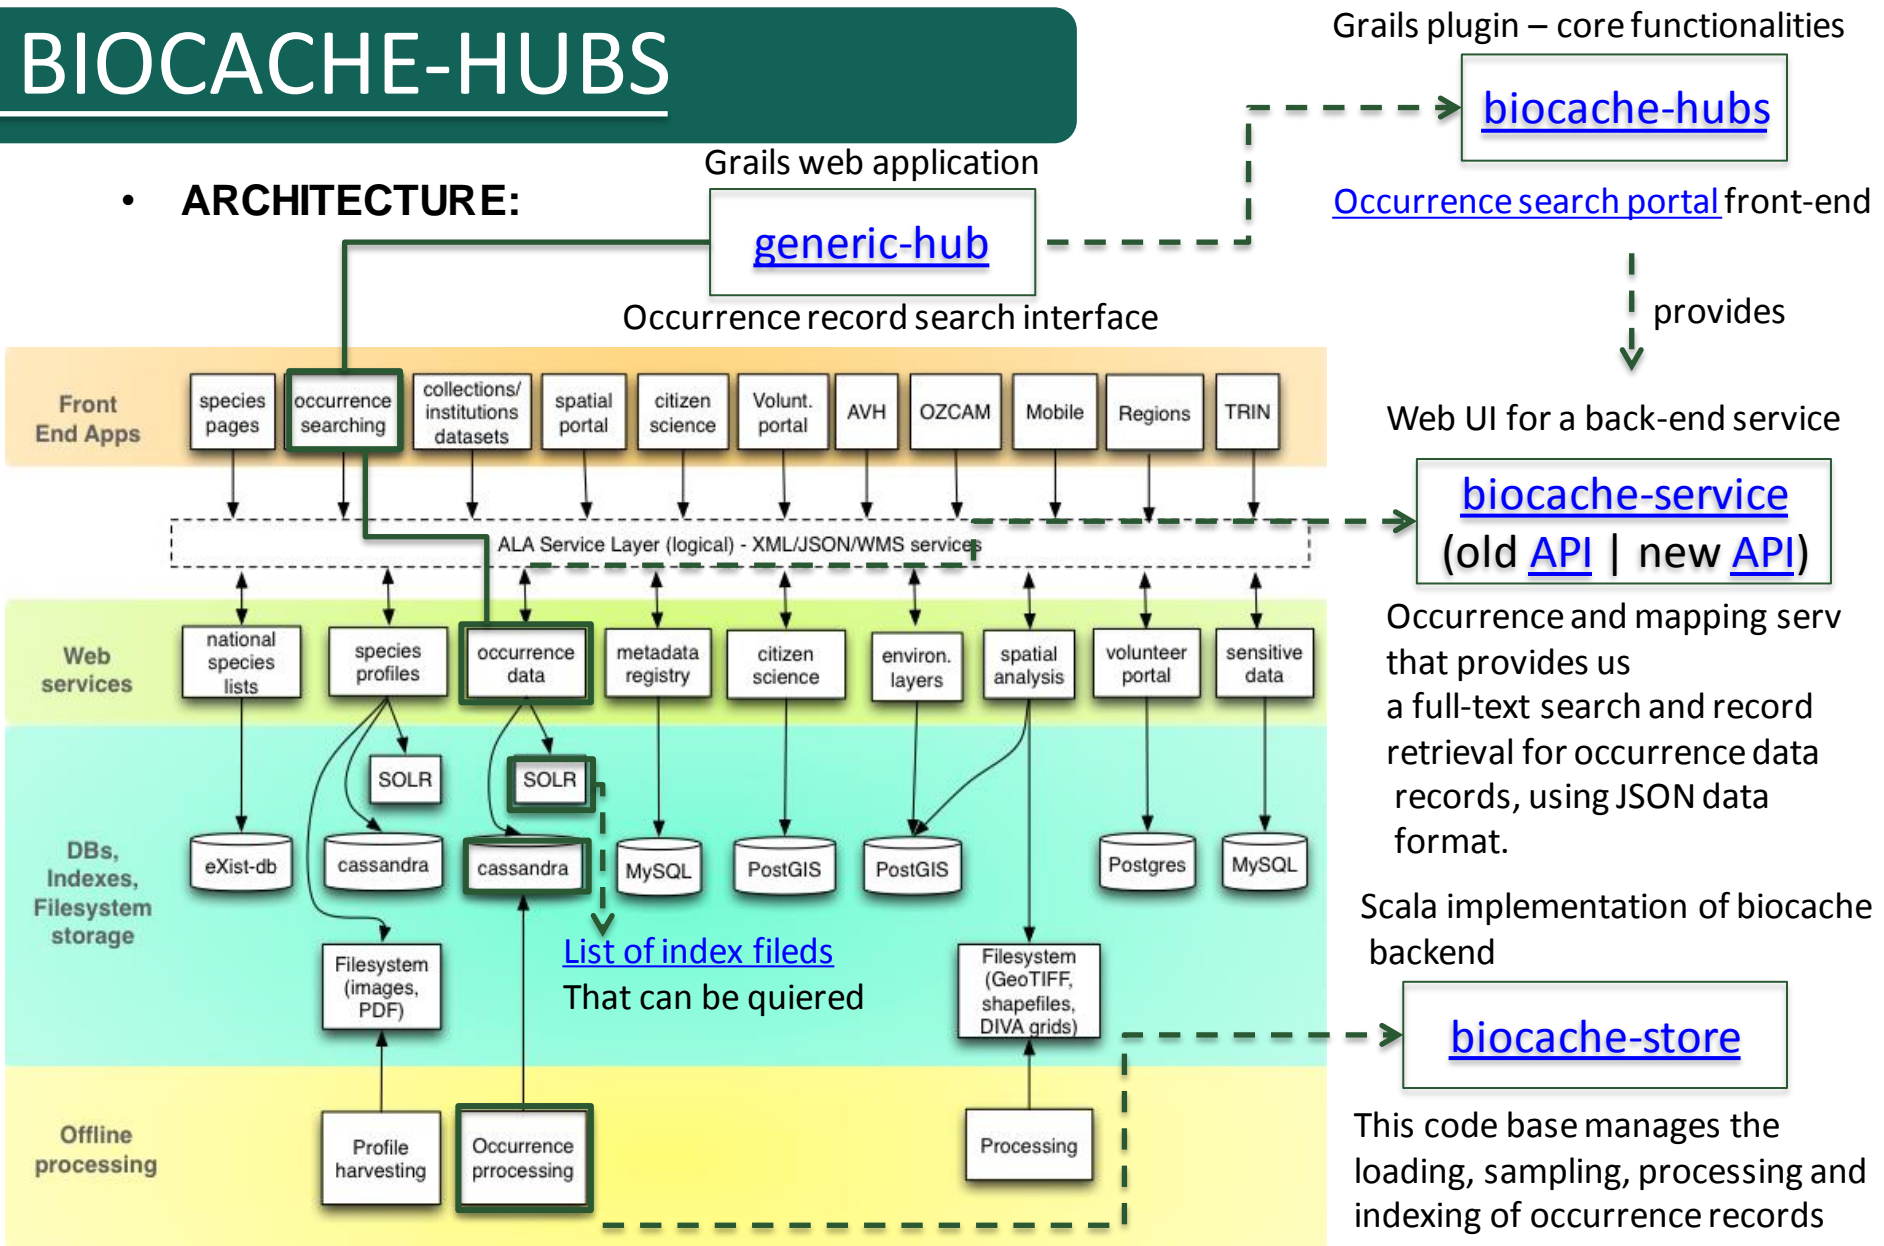 BIOCACHE-HUBS
• ARCHITECTURE:
Grails web application
generic-hub
Occurrence record search interface
Grails plugin – core functionalities
biocache-hubs
Occurrence search portal front-end
provides
Web UI for a back-end service
biocache-service
(old API | new API)
Occurrence and mapping serv
that provides us
a full-text search and record
retrieval for occurrence data
records, using JSON data
format.
Scala implementation of biocache
backend
biocache-store
This code base manages the
loading, sampling, processing and
indexing of occurrence records
Front
End Apps
species
pages
occurrence
searching
collections/
institutions
datasets
spatial
portal
citizen
science
Volunt.
portal
AVH
OZCAM
Mobile
Regions
TRIN
ALA Service Layer (logical) - XML/JSON/WMS services
Web
services
national
species
lists
species
profiles
occurrence
data
metadata
registry
citizen
science
environ.
layers
spatial
analysis
volunteer
portal
sensitive
data
DBs,
Indexes,
Filesystem
storage
SOLR
SOLR
eXist-db
cassandra
cassandra
MySQL
PostGIS
PostGIS
Postgres
MySQL
Filesystem
(images,
PDF)
List of index fileds
That can be quiered
Filesystem
(GeoTIFF,
shapefiles,
DIVA grids)
Offline
processing
Profile
harvesting
Occurrence
prrocessing
Processing